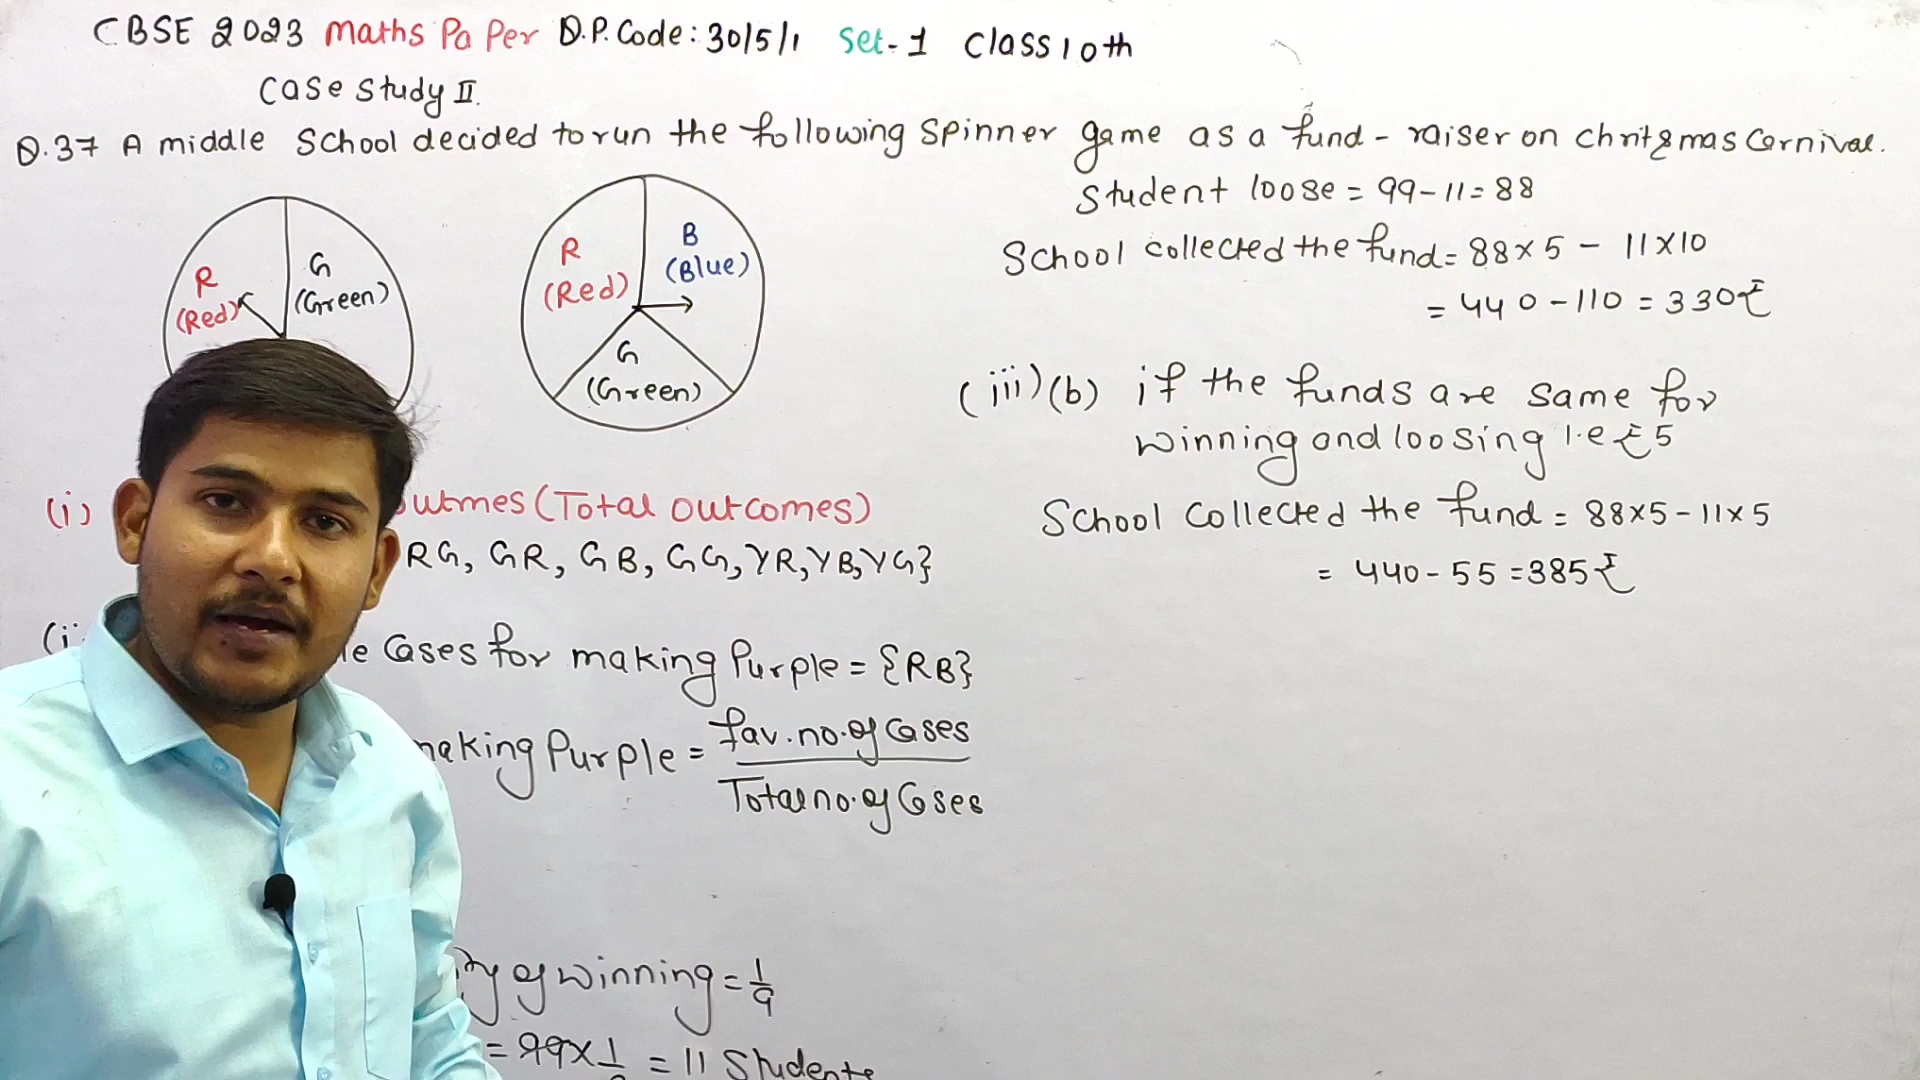 CBSE 2023 Maths Paper Q.P. Code: 30/5/1 Set-1 Class 10th
Case Study II.
Q.37 A middle School decided to run the following Spinner game as a fund-raiser on Chritsmas Cornival.
R
(Red)
G
(Green)
R
(Red)
B
(Blue)
G
(Green)
(i) outmes (Total outcomes)
RG, GR, GB, GG, YR, YB, YG}
Cases for making Purple = {RB}
making Purple = fav. no. of Cases
Total no. of Cases
of winning = 1/9
= 99 × 1 = 11 Students
Student loose = 99 - 11 = 88
School collected the fund = 88 × 5 - 11 × 10
= 440 - 110 = 330₹
(iii) (b) if the funds are same for
winning and loosing i.e ₹5
School Collected the fund = 88×5 - 11×5
= 440 - 55 = 385₹